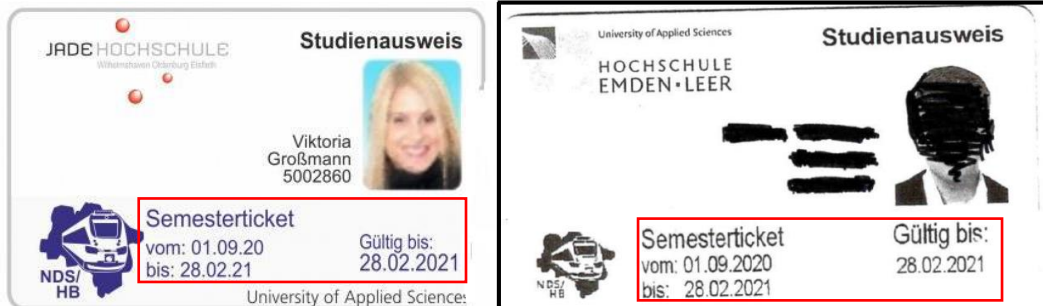 JADE HOCHSCHULE
Wilhelmshaven Oldenburg Elsfleth
Studienausweis
Viktoria
Großmann
5002860
Semesterticket
vom: 01.09.20
bis: 28.02.21
Gültig bis:
28.02.2021
NDS/
HB
University of Applied Sciences
University of Applied Sciences
Studienausweis
HOCHSCHULE
EMDEN•LEER
Semesterticket
vom: 01.09.2020
bis: 28.02.2021
Gültig bis:
28.02.2021
NDS/
HB